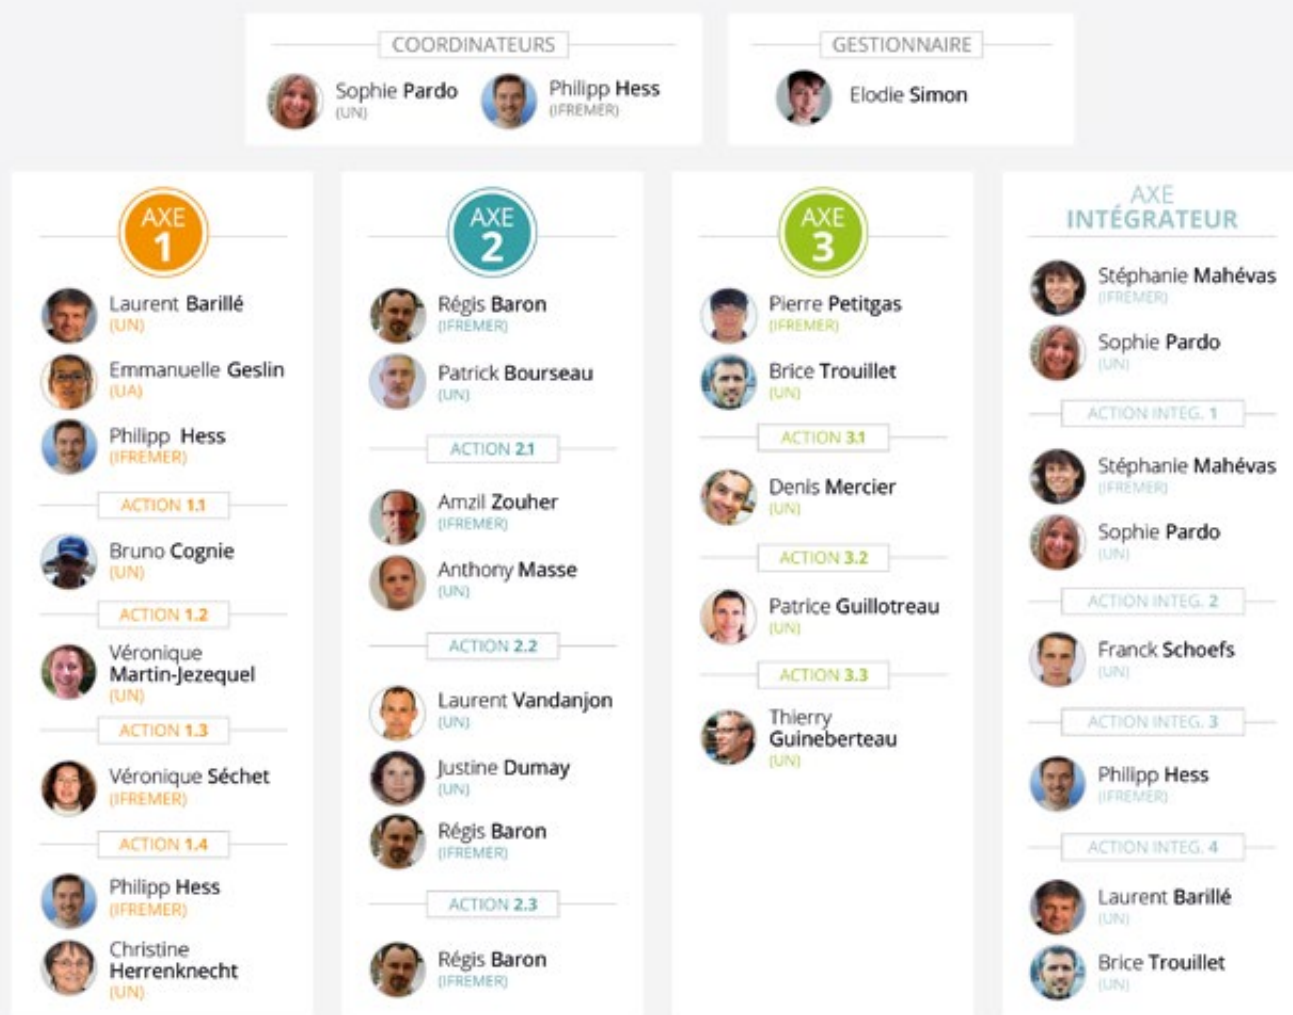 COORDINATEURS
Sophie Pardo
(UN)
Philipp Hess
(IFREMER)
GESTIONNAIRE
Elodie Simon
AXE
1
Laurent Barillé
(UN)
Emmanuelle Geslin
(UA)
Philipp Hess
(IFREMER)
ACTION 1.1
Bruno Cognie
(UN)
ACTION 1.2
Véronique
Martin-Jezequel
(UN)
ACTION 1.3
Véronique Séchet
(IFREMER)
ACTION 1.4
Philipp Hess
(IFREMER)
Christine
Herrenknecht
(UN)
AXE
2
Régis Baron
(IFREMER)
Patrick Bourseau
(UN)
ACTION 2.1
Amzil Zouher
(IFREMER)
Anthony Masse
(UN)
ACTION 2.2
Laurent Vandanjon
(UN)
Justine Dumay
(UN)
Régis Baron
(IFREMER)
ACTION 2.3
Régis Baron
(IFREMER)
AXE
3
Pierre Petitgas
(IFREMER)
Brice Trouillet
(UN)
ACTION 3.1
Denis Mercier
(UN)
ACTION 3.2
Patrice Guillotreau
(UN)
ACTION 3.3
Thierry
Guineberteau
(UN)
AXE
INTÉGRATEUR
Stéphanie Mahévas
(IFREMER)
Sophie Pardo
(UN)
ACTION INTEG. 1
Stéphanie Mahévas
(IFREMER)
Sophie Pardo
(UN)
ACTION INTEG. 2
Franck Schoefs
(UN)
ACTION INTEG. 3
Philipp Hess
(IFREMER)
ACTION INTEG. 4
Laurent Barillé
(UN)
Brice Trouillet
(UN)